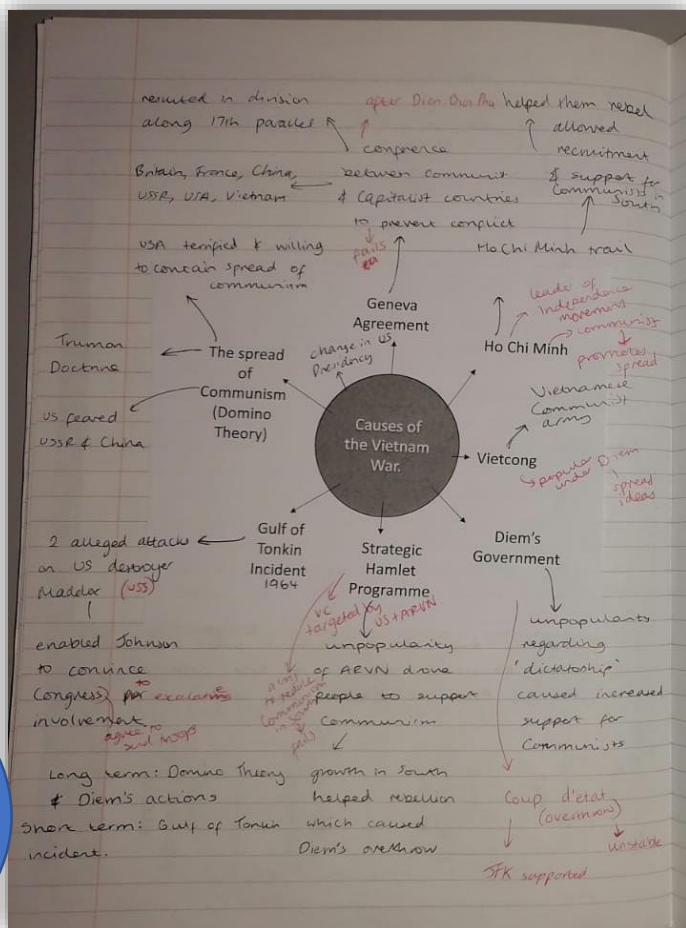 resulted in division
along 17th parallel
after Dien Bien Phu
helped them rebel
allowed
recruitment
& support for
Communists in
South
conference
between communist
& Capitalist countries
to prevent conflict
fails
Britain, France, China,
USSR, USA, Vietnam
USA terrified & willing
to contain spread of
communism
Ho Chi Minh trail
Geneva
Agreement
change in US
Presidency
leader of
Independence
movement
communist
promotes
spread
Ho Chi Minh
Truman
Doctrine
The spread
of
Communism
(Domino
Theory)
US feared
USSR & China
Causes of
the Vietnam
War.
Vietnamese
Communist
army
Vietcong
popular
under Diem
spread
ideas
2 alleged attacks
on US destroyer
Maddox (USS)
Gulf of
Tonkin
Incident
1964
Strategic
Hamlet
Programme
Diem's
Government
VC
targeted by
US + ARVN
enabled Johnson
to convince
Congress to
involvement
agree to
send troops
aims
to reduce
Communism
in South
fails
unpopularity
of ARVN drove
people to support
Communism
growth in South
helped rebellion
which caused
Diem's overthrow
unpopularity
regarding
'dictatorship'
caused increased
support for
Communists
Coup d'état
(overthrow)
unstable
JFK supported
Long term: Domino Theory
& Diem's actions
Short term: Gulf of Tonkin
incident.